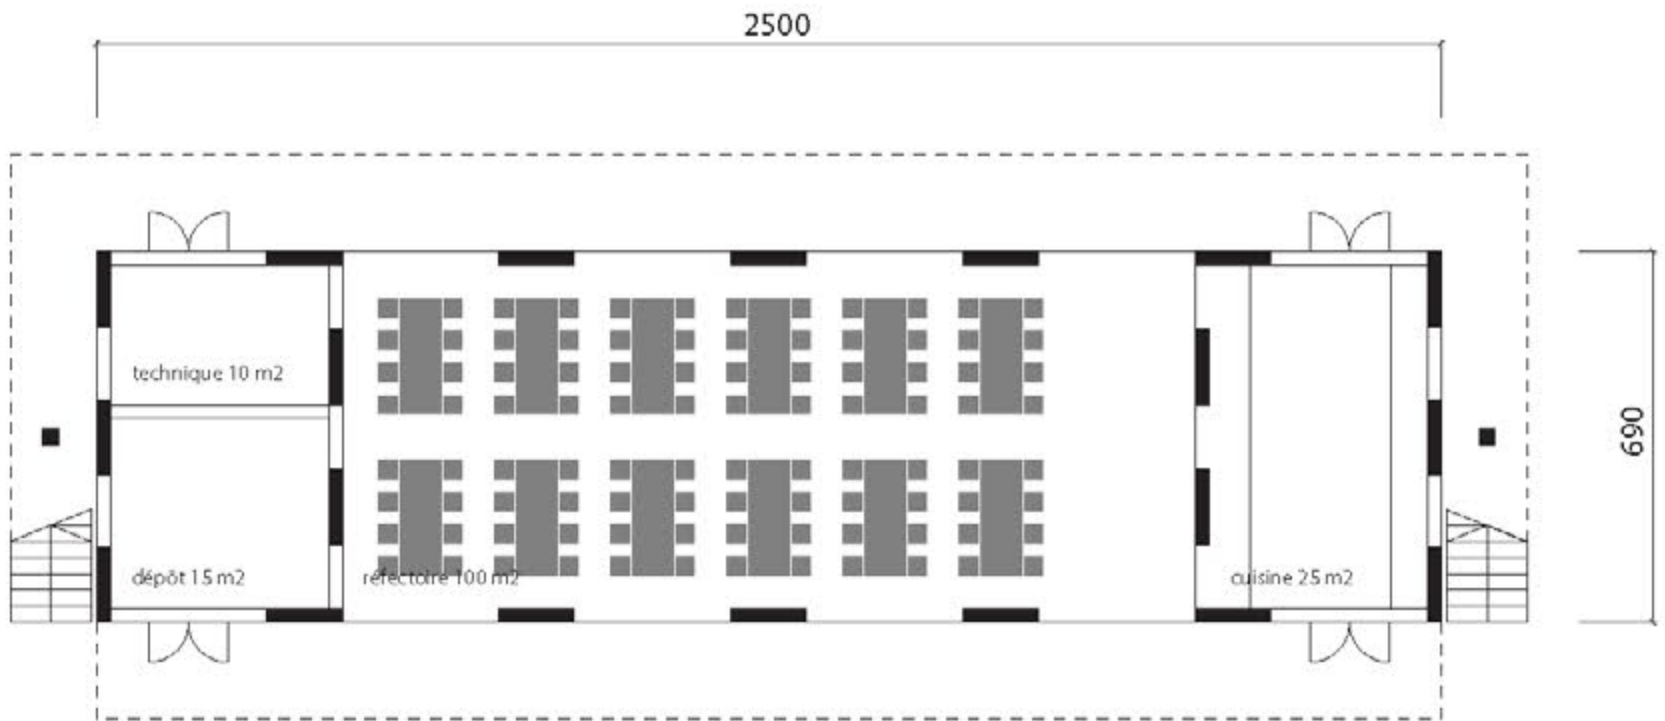 2500
technique 10 m2
690
dépôt 15 m2
réfectoire 100 m2
cuisine 25 m2